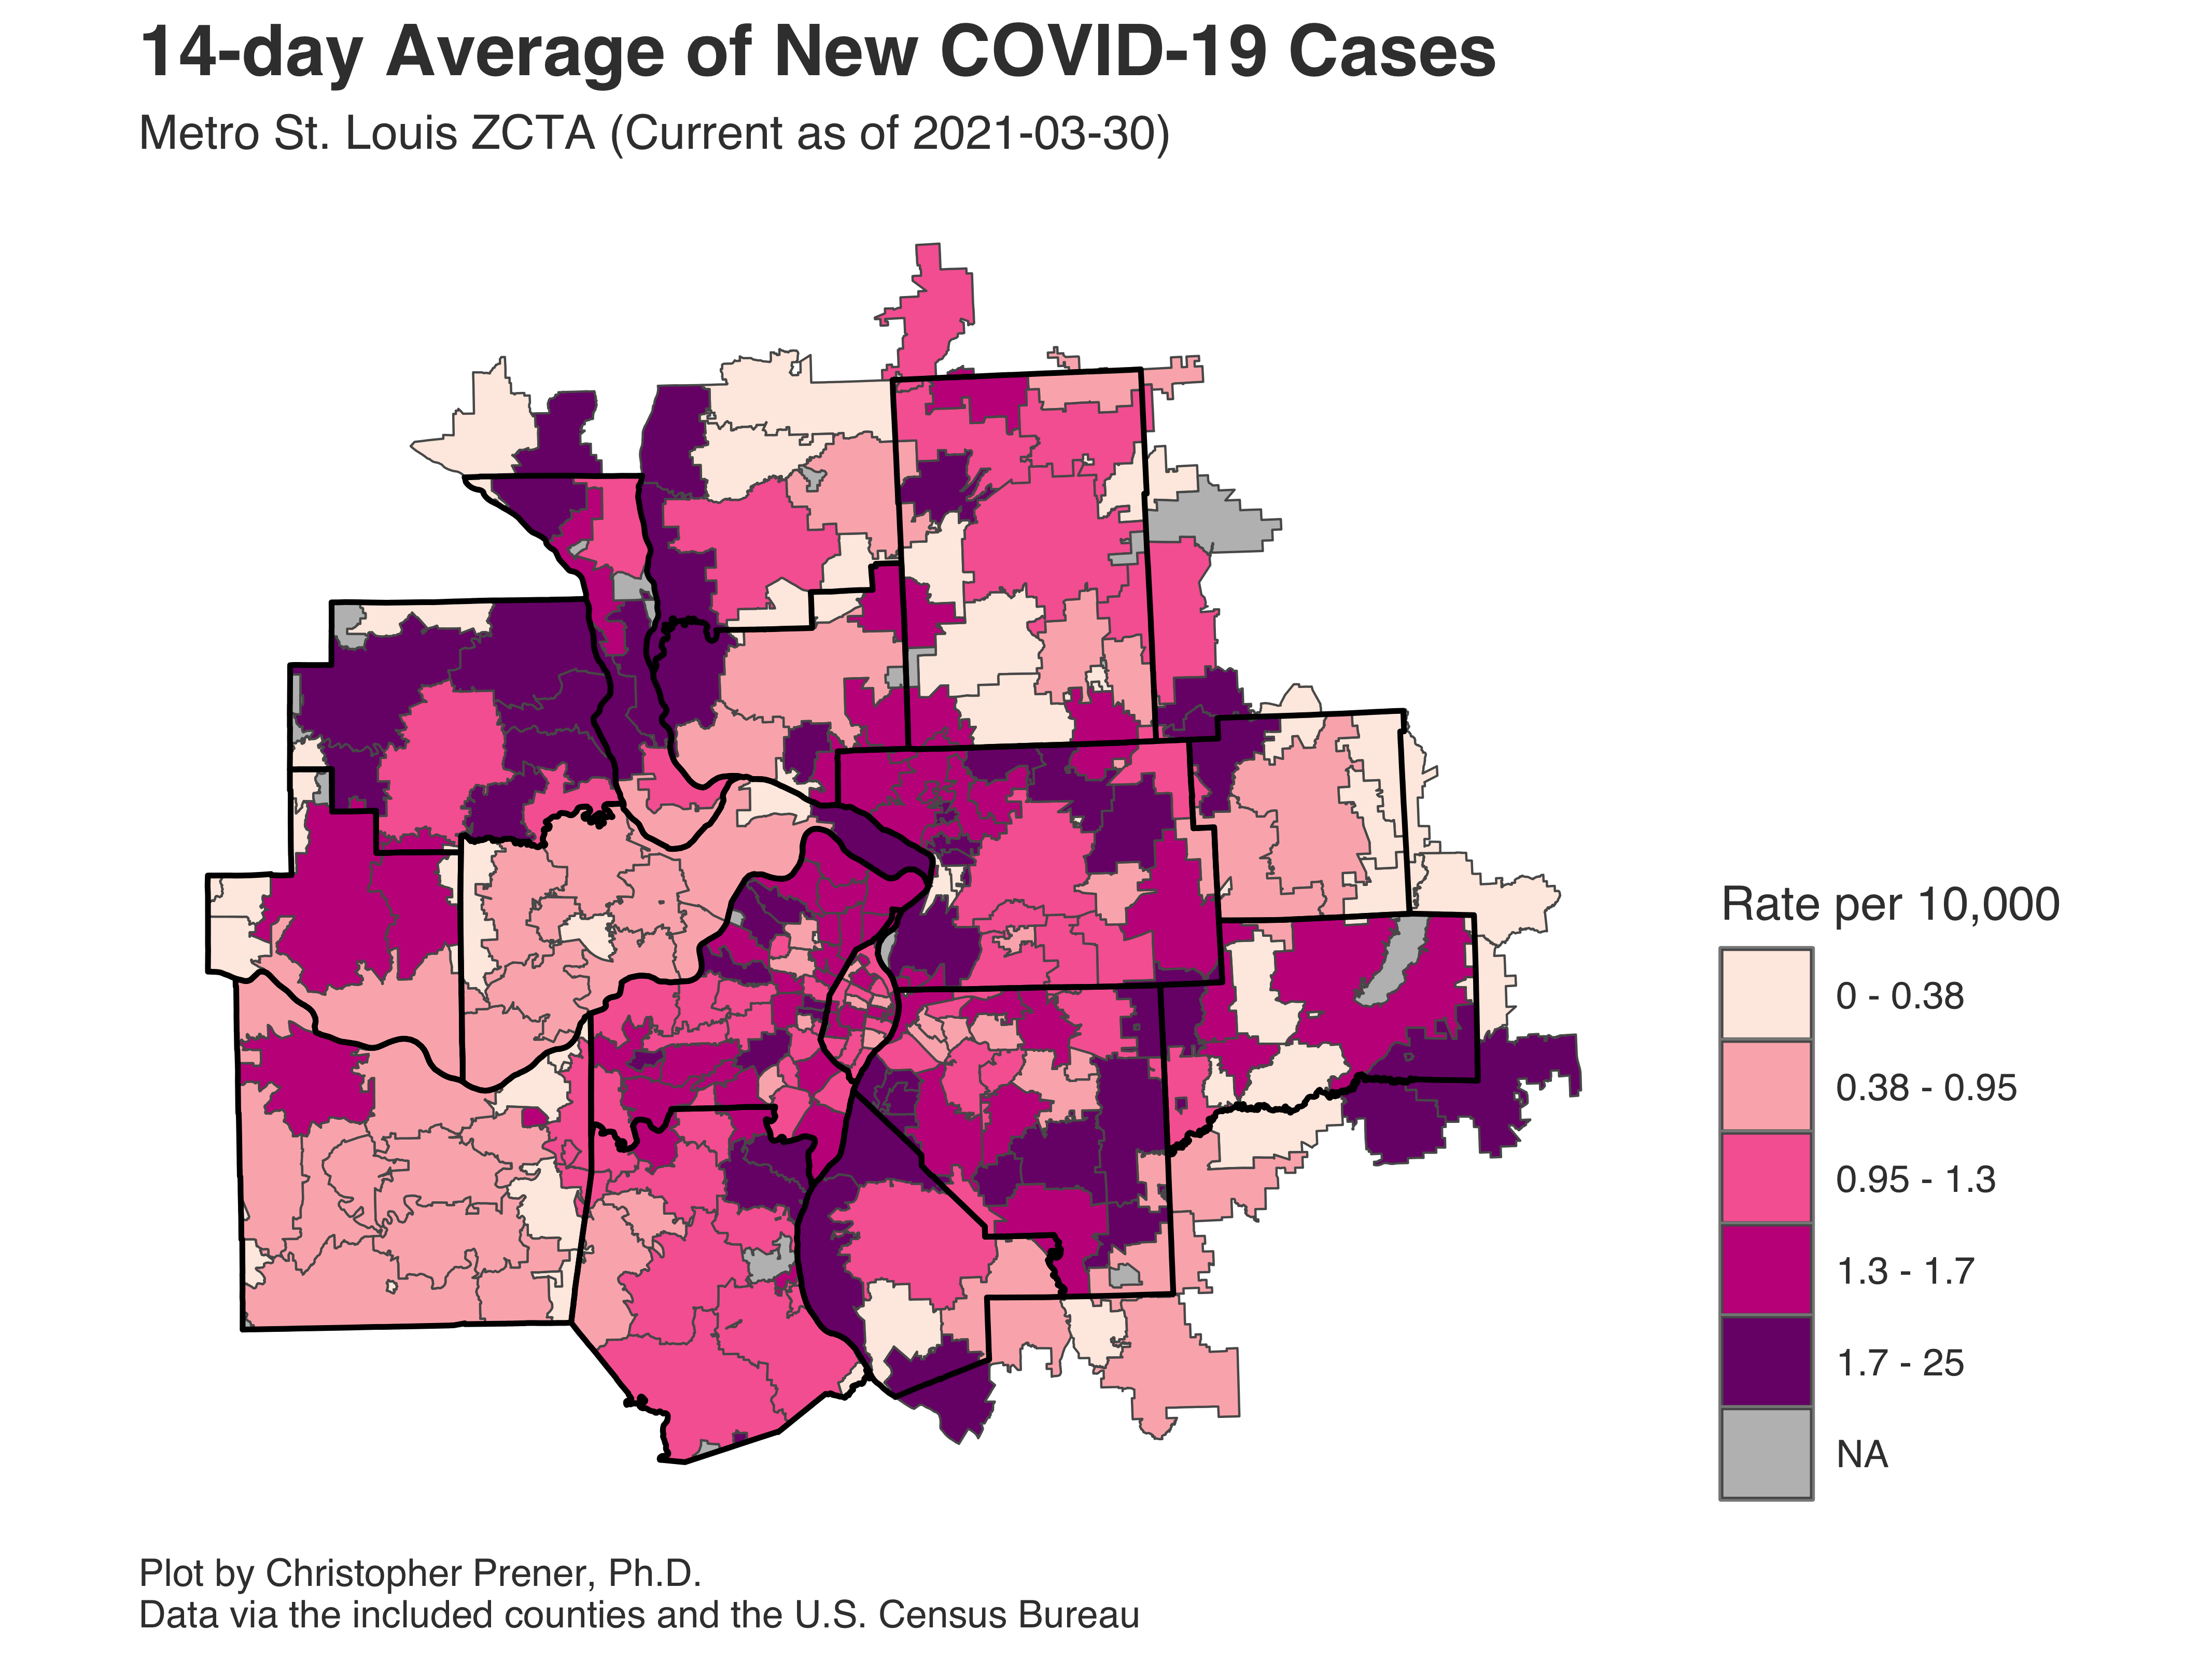 14-day Average of New COVID-19 Cases
Metro St. Louis ZCTA (Current as of 2021-03-30)
Rate per 10,000
0 - 0.38
0.38 - 0.95
0.95 - 1.3
1.3 - 1.7
1.7 - 25
NA
Plot by Christopher Prener, Ph.D.
Data via the included counties and the U.S. Census Bureau